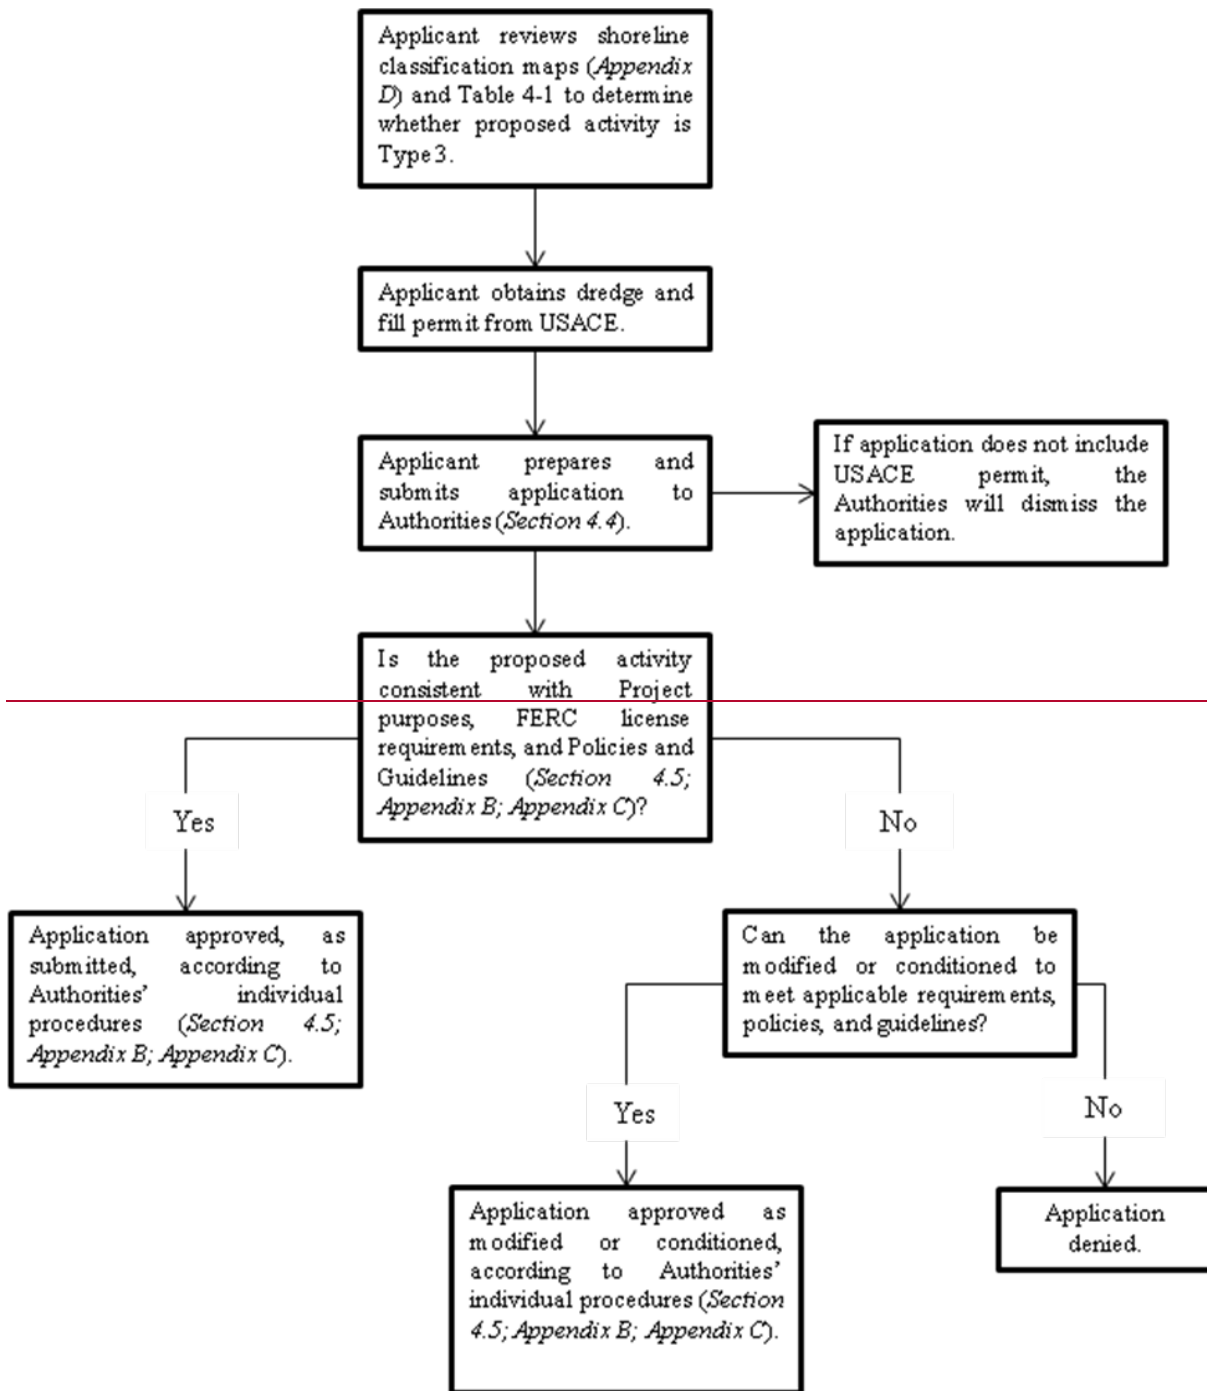 Applicant reviews shoreline
classification maps (Appendix
D) and Table 4-1 to determine
whether proposed activity is
Type 3.
Applicant obtains dredge and
fill permit from USACE.
Applicant prepares and
submits application to
Authorities (Section 4.4).
If application does not include
USACE permit, the
Authorities will dismiss the
application.
Is the proposed activity
consistent with Project
purposes, FERC license
requirements, and Policies and
Guidelines (Section 4.5;
Appendix B; Appendix C)?
Yes
No
Application approved, as
submitted, according to
Authorities' individual
procedures (Section 4.5;
Appendix B; Appendix C).
Can the application be
modified or conditioned to
meet applicable requirements,
policies, and guidelines?
Yes
No
Application approved as
modified or conditioned,
according to Authorities'
individual procedures (Section
4.5; Appendix B; Appendix C).
Application
denied.